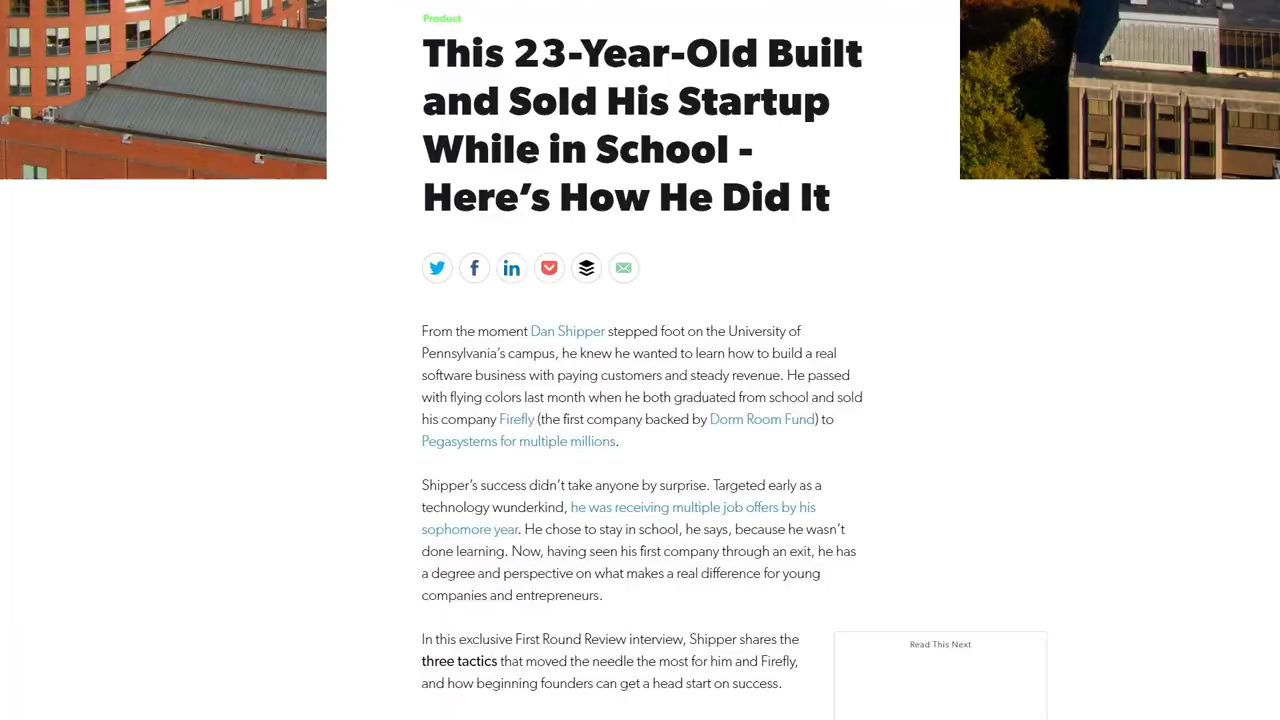 Product
This 23-Year-Old Built
and Sold His Startup
While in School -
Here’s How He Did It
From the moment Dan Shipper stepped foot on the University of
Pennsylvania’s campus, he knew he wanted to learn how to build a real
software business with paying customers and steady revenue. He passed
with flying colors last month when he both graduated from school and sold
his company Firefly (the first company backed by Dorm Room Fund) to
Pegasystems for multiple millions.
Shipper’s success didn’t take anyone by surprise. Targeted early as a
technology wunderkind, he was receiving multiple job offers by his
sophomore year. He chose to stay in school, he says, because he wasn’t
done learning. Now, having seen his first company through an exit, he has
a degree and perspective on what makes a real difference for young
companies and entrepreneurs.
In this exclusive First Round Review interview, Shipper shares the
three tactics that moved the needle the most for him and Firefly,
and how beginning founders can get a head start on success.
Read This Next